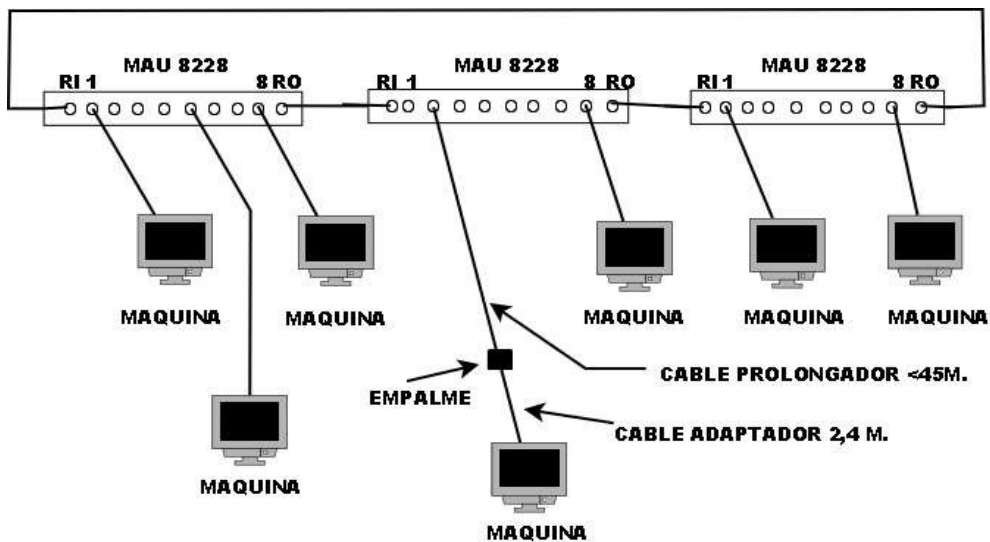 MAU 8228
MAU 8228
MAU 8228
RI 1
8 RO
RI 1
8 RO
RI 1
8 RO
MAQUINA
MAQUINA
MAQUINA
MAQUINA
MAQUINA
CABLE PROLONGADOR <45M.
EMPALME
CABLE ADAPTADOR 2,4 M.
MAQUINA
MAQUINA